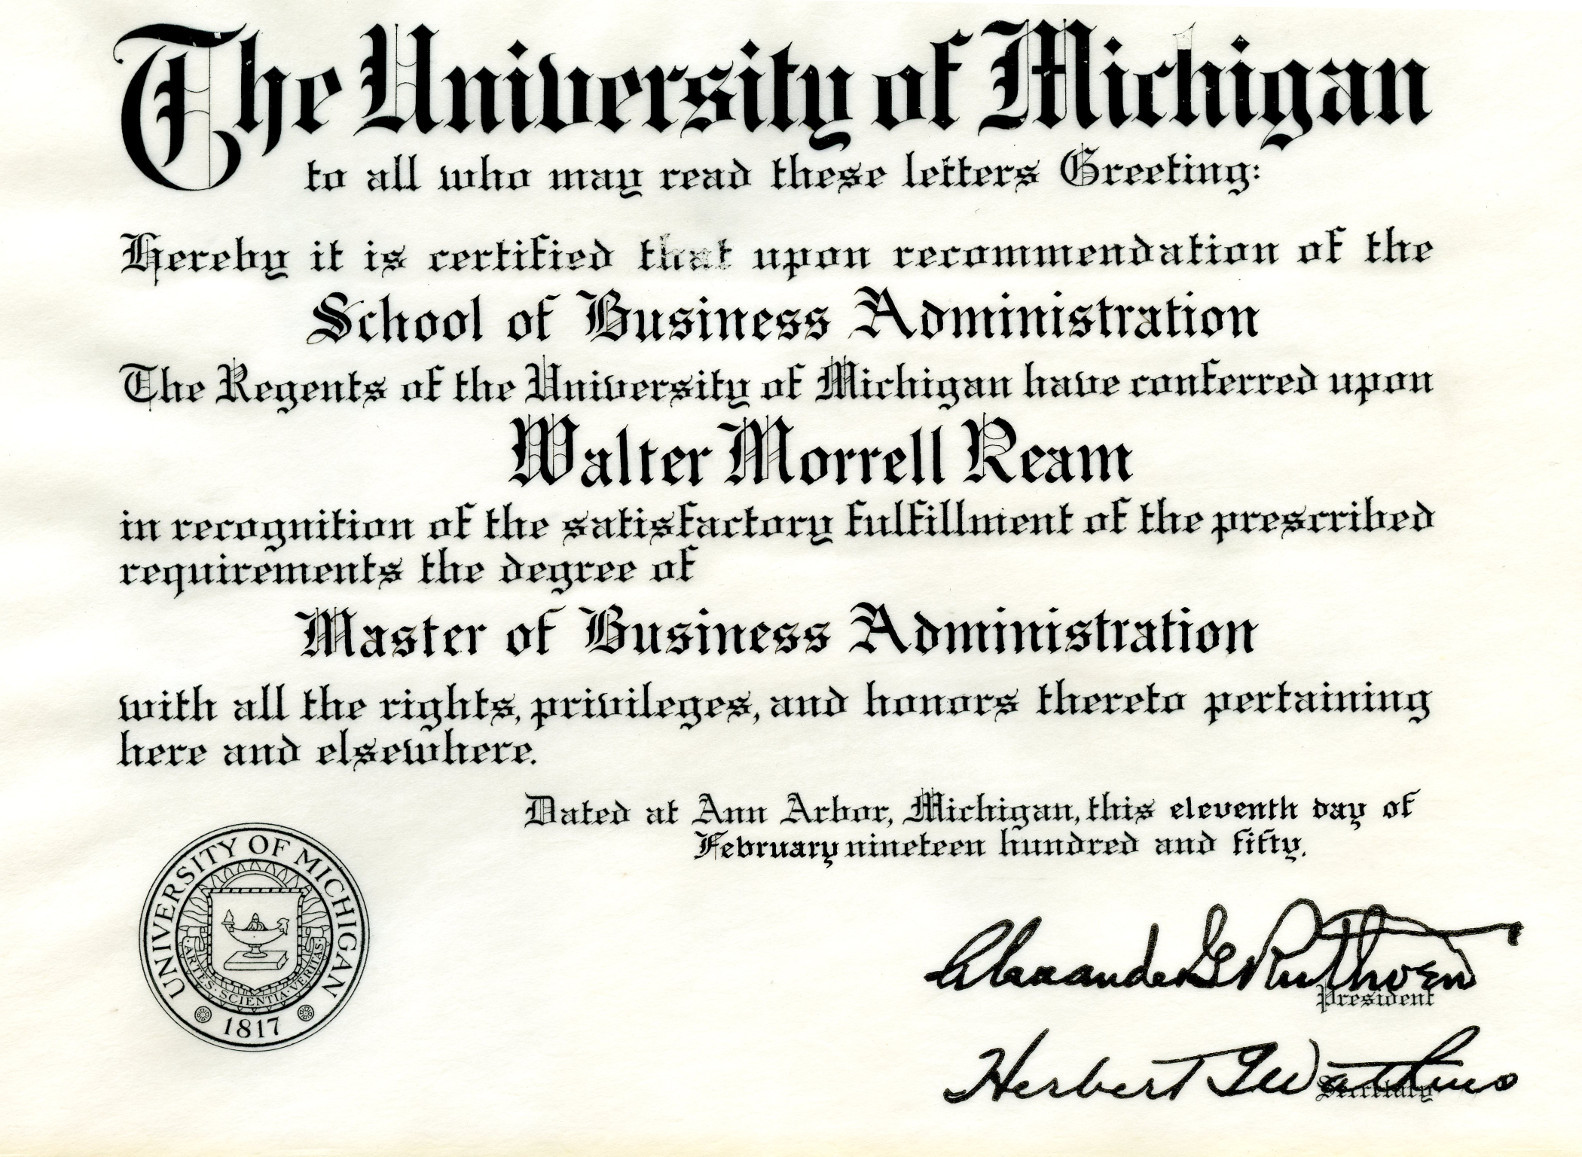 The University of Michigan
to all who may read these letters Greeting:
Hereby it is certified that upon recommendation of the
School of Business Administration
The Regents of the University of Michigan have conferred upon
Walter Morrell Ream
in recognition of the satisfactory fulfillment of the prescribed
requirements the degree of
Master of Business Administration
with all the rights, privileges, and honors thereto pertaining
here and elsewhere.
Dated at Ann Arbor, Michigan, this eleventh day of
February nineteen hundred and fifty.
UNIVERSITY OF MICHIGAN
ARTES · SCIENTIA · VERITAS
1817
Alexander G Ruthven
President
Herbert G Watkins
Secretary